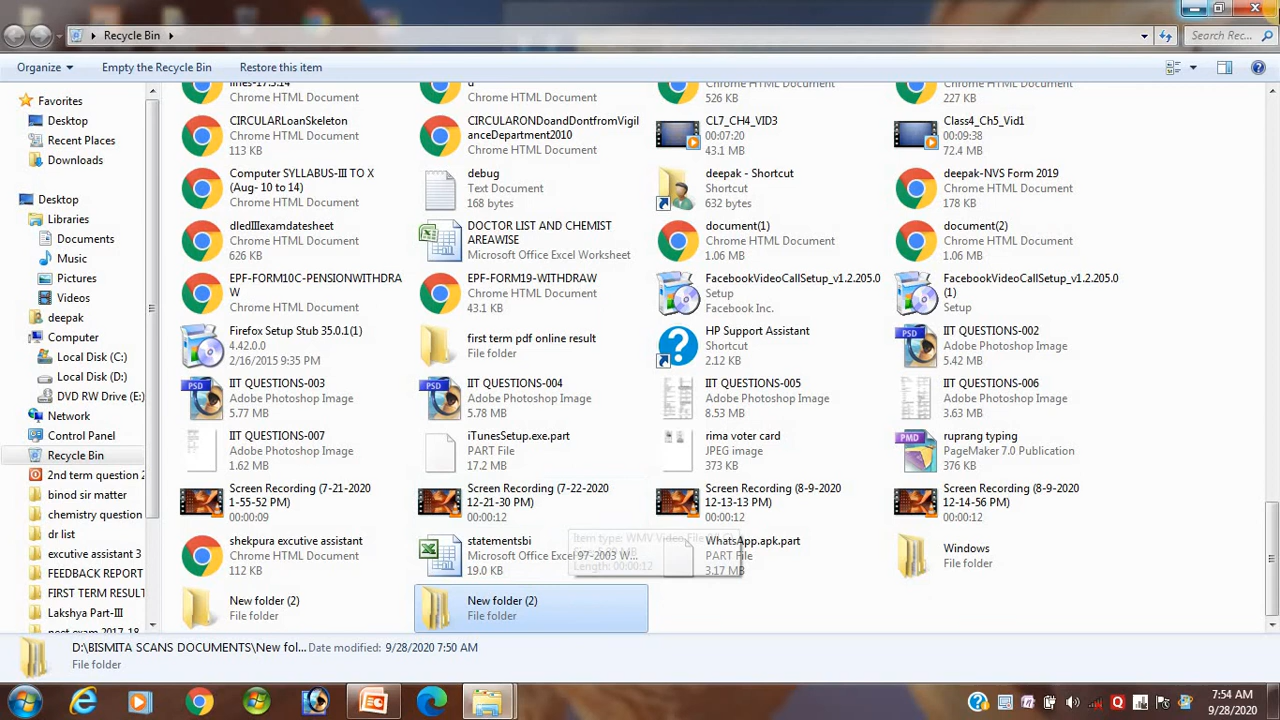 Recycle Bin
Search Rec...
Organize
Empty the Recycle Bin
Restore this item
Favorites
Desktop
Recent Places
Downloads
Desktop
Libraries
Documents
Music
Pictures
Videos
deepak
Computer
Local Disk (C:)
Local Disk (D:)
DVD RW Drive (E:
Network
Control Panel
Recycle Bin
2nd term question
binod sir matter
chemistry question
dr list
excutive assistant 3
FEEDBACK REPORT
FIRST TERM RESULT
Lakshya Part-III
neet exam 2017-18
Chrome HTML Document
d
Chrome HTML Document
526 KB
Chrome HTML Document
227 KB
CIRCULARLoanSkeleton
Chrome HTML Document
113 KB
CIRCULARONDoandDontfromVigil
anceDepartment2010
Chrome HTML Document
CL7_CH4_VID3
00:07:20
43.1 MB
Class4_Ch5_Vid1
00:09:38
72.4 MB
Computer SYLLABUS-III TO X
(Aug- 10 to 14)
Chrome HTML Document
debug
Text Document
168 bytes
deepak - Shortcut
Shortcut
632 bytes
deepak-NVS Form 2019
Chrome HTML Document
178 KB
dledIIIexamdatesheet
Chrome HTML Document
626 KB
DOCTOR LIST AND CHEMIST
AREAWISE
Microsoft Office Excel Worksheet
document(1)
Chrome HTML Document
1.06 MB
document(2)
Chrome HTML Document
1.06 MB
EPF-FORM10C-PENSIONWITHDRA
W
Chrome HTML Document
EPF-FORM19-WITHDRAW
Chrome HTML Document
43.1 KB
FacebookVideoCallSetup_v1.2.205.0
Setup
Facebook Inc.
FacebookVideoCallSetup_v1.2.205.0
(1)
Setup
Firefox Setup Stub 35.0.1(1)
4.42.0.0
2/16/2015 9:35 PM
first term pdf online result
File folder
HP Support Assistant
Shortcut
2.12 KB
IIT QUESTIONS-002
Adobe Photoshop Image
5.42 MB
IIT QUESTIONS-003
Adobe Photoshop Image
5.77 MB
IIT QUESTIONS-004
Adobe Photoshop Image
5.78 MB
IIT QUESTIONS-005
Adobe Photoshop Image
8.53 MB
IIT QUESTIONS-006
Adobe Photoshop Image
3.63 MB
IIT QUESTIONS-007
Adobe Photoshop Image
1.62 MB
iTunesSetup.exe.part
PART File
17.2 MB
rima voter card
JPEG image
373 KB
ruprang typing
PageMaker 7.0 Publication
376 KB
Screen Recording (7-21-2020
1-55-52 PM)
00:00:09
Screen Recording (7-22-2020
12-21-30 PM)
00:00:12
Screen Recording (8-9-2020
12-13-13 PM)
00:00:12
Screen Recording (8-9-2020
12-14-56 PM)
00:00:12
shekpura excutive assistant
Chrome HTML Document
112 KB
statementsbi
Microsoft Office Excel 97-2003 W...
19.0 KB
Item type: WMV Video File
Length: 00:00:12
WhatsApp.apk.part
PART File
3.17 MB
Windows
File folder
New folder (2)
File folder
New folder (2)
File folder
D:\BISMITA SCANS DOCUMENTS\New fol... Date modified: 9/28/2020 7:50 AM
File folder
7:54 AM
9/28/2020